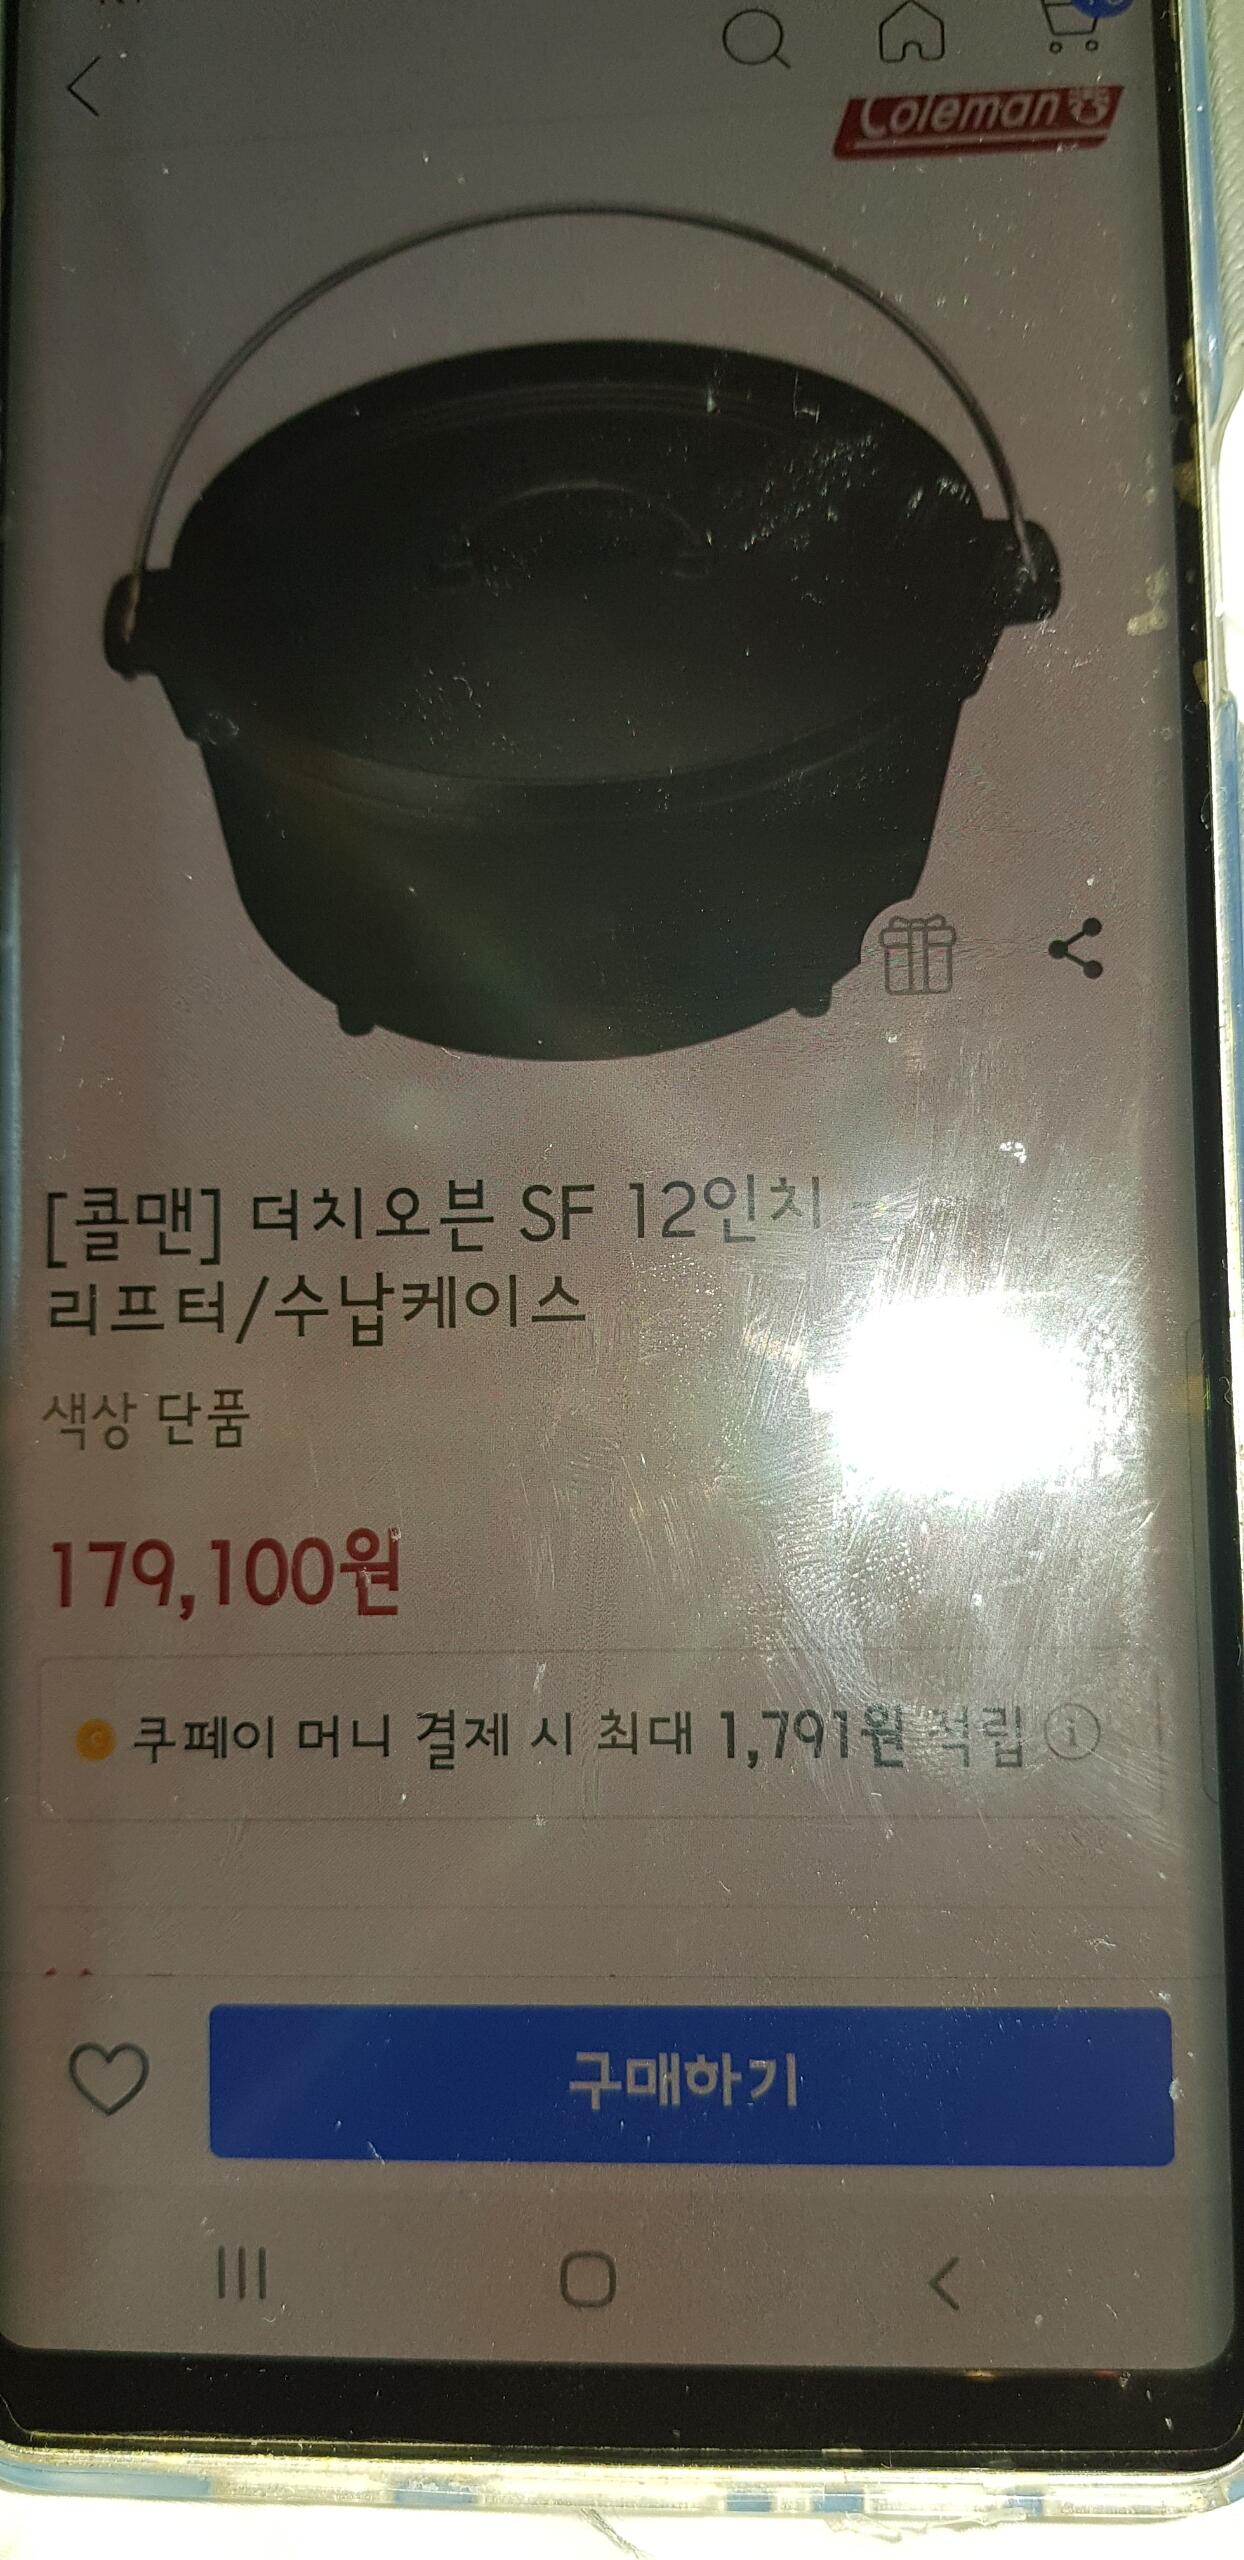 Coleman
[콜맨] 더치오븐 SF 12인치
리프터/수납케이스
색상 단품
179,100원
쿠페이 머니 결제 시 최대 1,791원 적립
구매하기